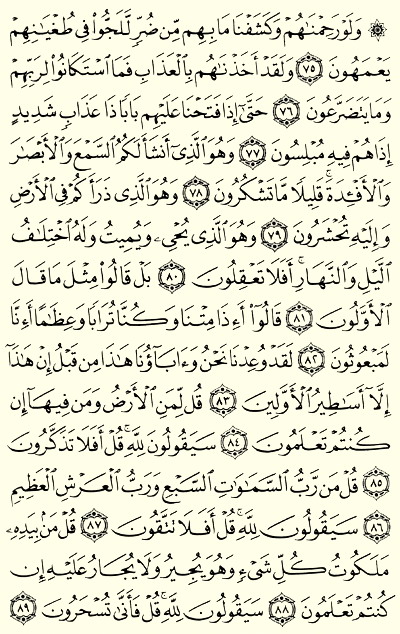 ۞ وَلَوْ رَحِمْنَٰهُمْ وَكَشَفْنَا مَا بِهِم مِّن ضُرٍّ لَّلَجُّوا۟ فِى طُغْيَٰنِهِمْ
يَعْمَهُونَ ٧٥ وَلَقَدْ أَخَذْنَٰهُم بِٱلْعَذَابِ فَمَا ٱسْتَكَانُوا۟ لِرَبِّهِمْ
وَمَا يَتَضَرَّعُونَ ٧٦ حَتَّىٰٓ إِذَا فَتَحْنَا عَلَيْهِم بَابًا ذَا عَذَابٍ شَدِيدٍ
إِذَا هُمْ فِيهِ مُبْلِسُونَ ٧٧ وَهُوَ ٱلَّذِىٓ أَنشَأَ لَكُمُ ٱلسَّمْعَ وَٱلْأَبْصَٰرَ
وَٱلْأَفْـِٔدَةَ ۚ قَلِيلًا مَّا تَشْكُرُونَ ٧٨ وَهُوَ ٱلَّذِى ذَرَأَكُمْ فِى ٱلْأَرْضِ
وَإِلَيْهِ تُحْشَرُونَ ٧٩ وَهُوَ ٱلَّذِى يُحْىِۦ وَيُمِيتُ وَلَهُ ٱخْتِلَٰفُ
ٱلَّيْلِ وَٱلنَّهَارِ ۚ أَفَلَا تَعْقِلُونَ ٨٠ بَلْ قَالُوا۟ مِثْلَ مَا قَالَ
ٱلْأَوَّلُونَ ٨١ قَالُوٓا۟ أَءِذَا مِتْنَا وَكُنَّا تُرَابًا وَعِظَٰمًا أَءِنَّا
لَمَبْعُوثُونَ ٨٢ لَقَدْ وُعِدْنَا نَحْنُ وَءَابَآؤُنَا هَٰذَا مِن قَبْلُ إِنْ هَٰذَآ
إِلَّآ أَسَٰطِيرُ ٱلْأَوَّلِينَ ٨٣ قُل لِّمَنِ ٱلْأَرْضُ وَمَن فِيهَآ إِن
كُنتُمْ تَعْلَمُونَ ٨٤ سَيَقُولُونَ لِلَّهِ ۚ قُلْ أَفَلَا تَذَكَّرُونَ
٨٥ قُلْ مَن رَّبُّ ٱلسَّمَٰوَٰتِ ٱلسَّبْعِ وَرَبُّ ٱلْعَرْشِ ٱلْعَظِيمِ
٨٦ سَيَقُولُونَ لِلَّهِ ۚ قُلْ أَفَلَا تَتَّقُونَ ٨٧ قُلْ مَنۢ بِيَدِهِۦ
مَلَكُوتُ كُلِّ شَىْءٍ وَهُوَ يُجِيرُ وَلَا يُجَارُ عَلَيْهِ إِن
كُنتُمْ تَعْلَمُونَ ٨٨ سَيَقُولُونَ لِلَّهِ ۚ قُلْ فَأَنَّىٰ تُسْحَرُونَ ٨٩